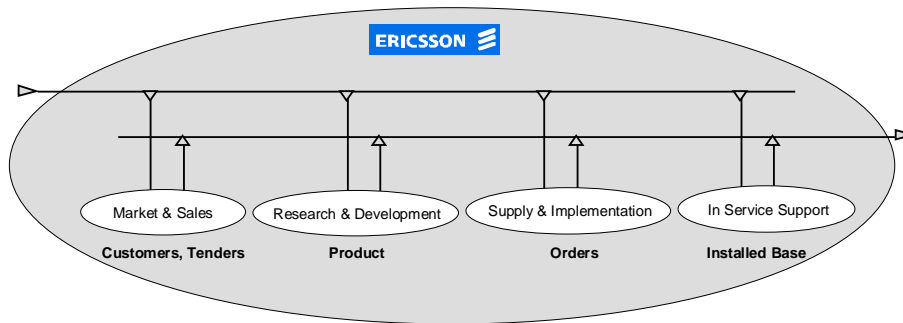 ERICSSON
Market & Sales
Research & Development
Supply & Implementation
In Service Support
Customers, Tenders
Product
Orders
Installed Base